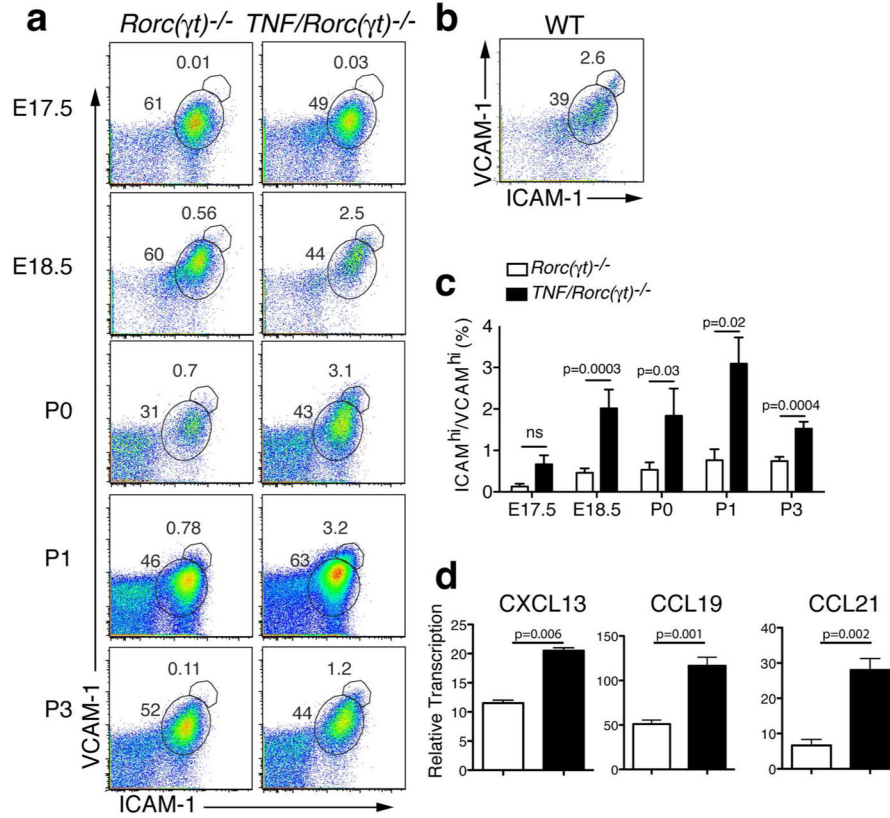 a
Rorc(γt)-/- TNF/Rorc(γt)-/-
E17.5
0.01
61
0.03
49
E18.5
0.56
60
2.5
44
P0
0.7
31
3.1
43
P1
0.78
46
3.2
63
P3
0.11
52
1.2
44
VCAM-1
ICAM-1
b
WT
2.6
39
VCAM-1
ICAM-1
Rorc(γt)-/-
TNF/Rorc(γt)-/-
c
ICAMhi/VCAMhi (%)
4
3
2
1
0
ns
p=0.0003
p=0.03
p=0.02
p=0.0004
E17.5 E18.5 P0 P1 P3
d
Relative Transcription
CXCL13
p=0.006
25
20
15
10
5
0
CCL19
p=0.001
150
100
50
0
CCL21
p=0.002
40
30
20
10
0